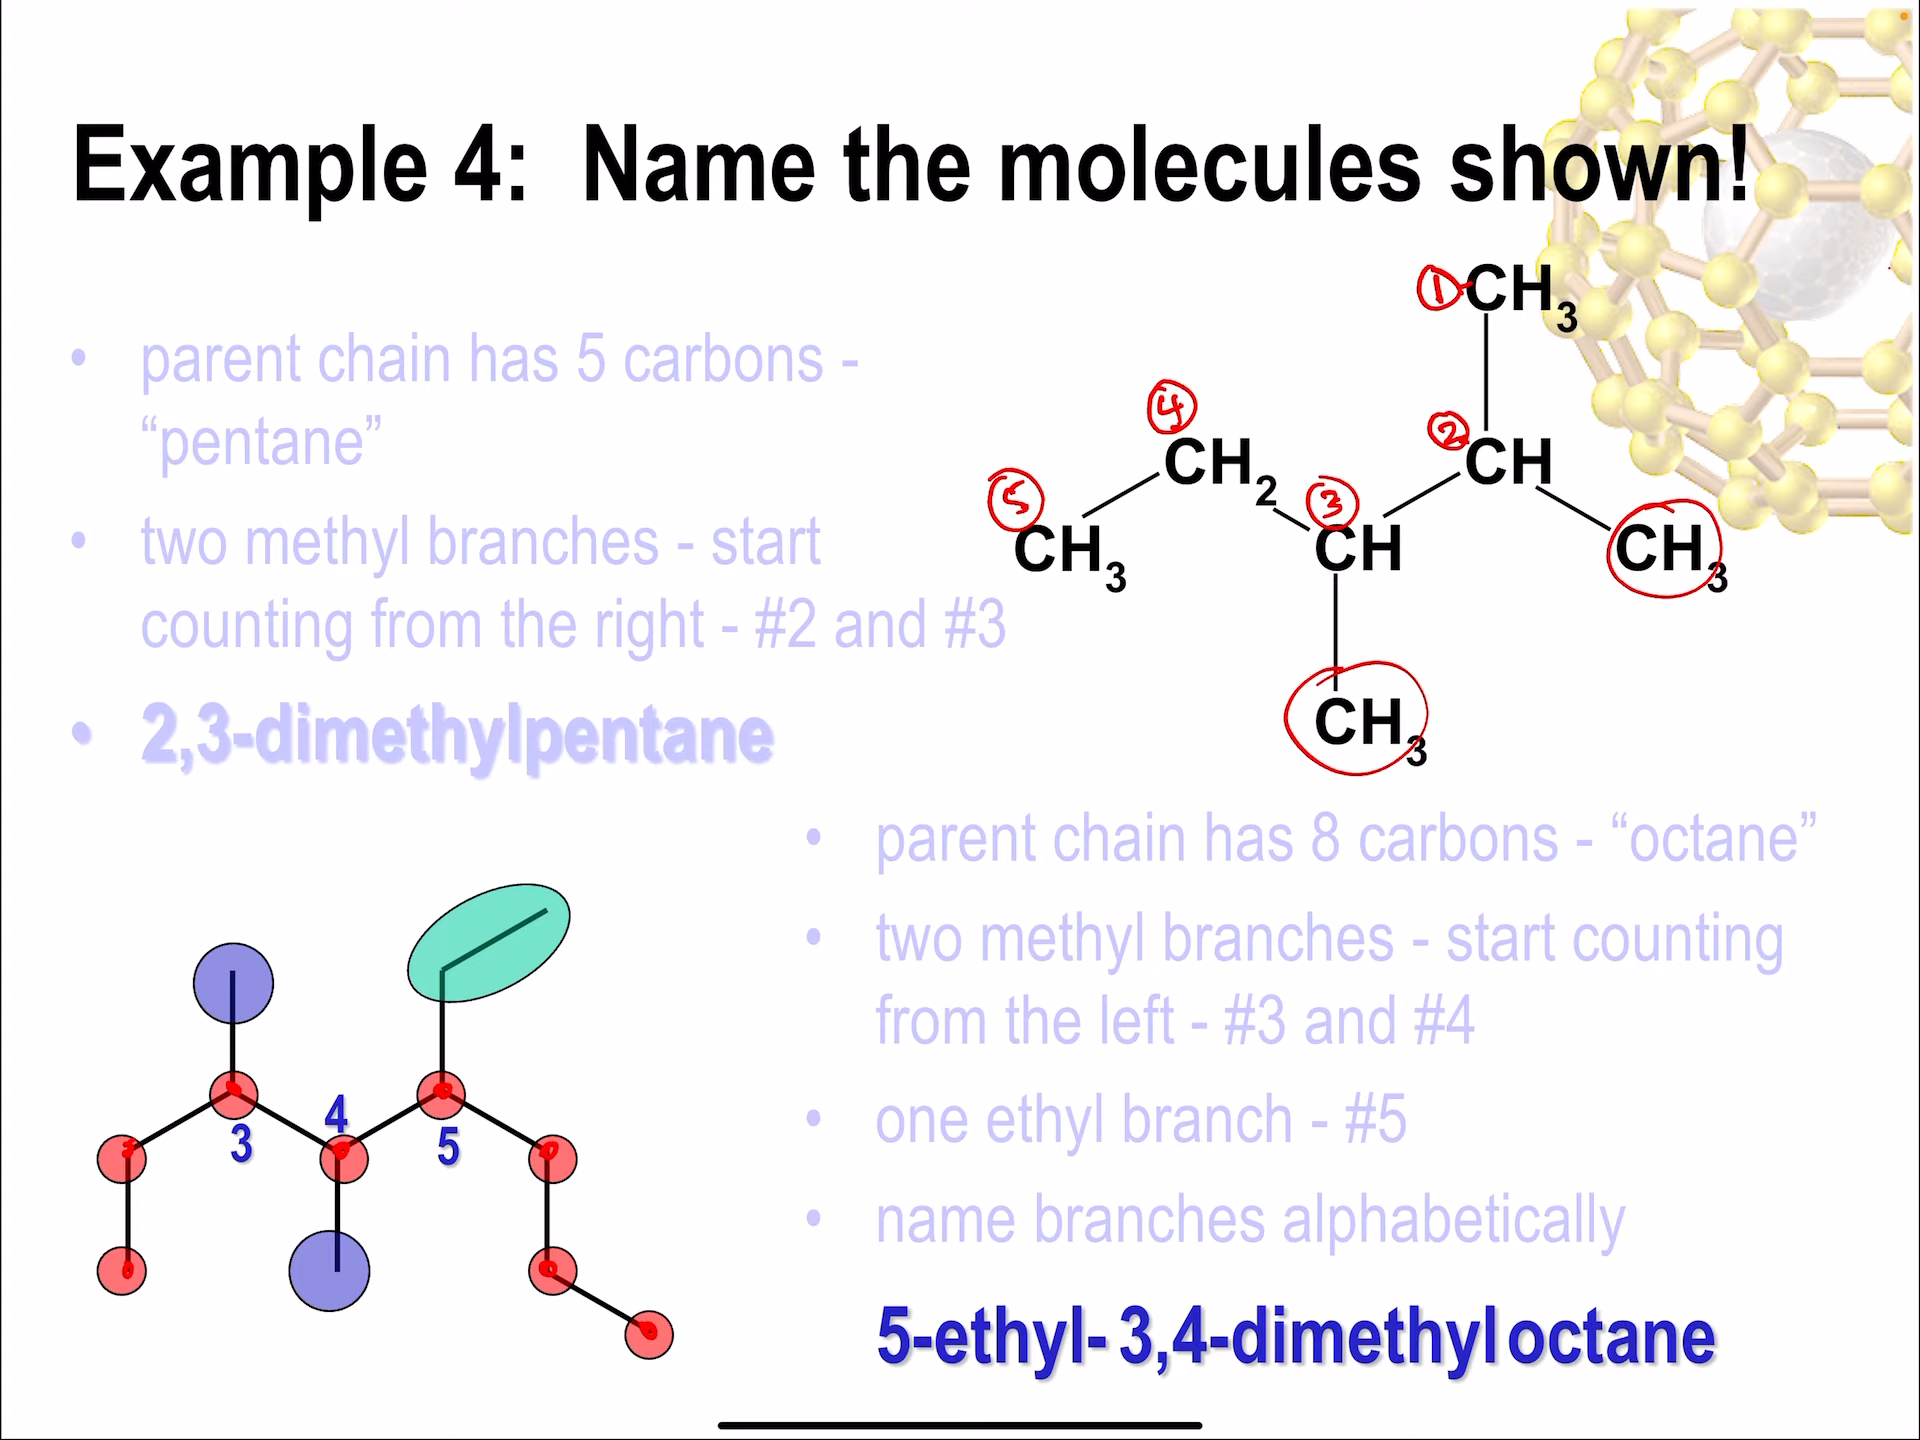 Example 4: Name the molecules shown!
• parent chain has 5 carbons -
“pentane”
• two methyl branches - start
counting from the right - #2 and #3
• 2,3-dimethylpentane
① CH3
④
② CH
CH2
⑤
③
CH3
CH
CH3
CH3
• parent chain has 8 carbons - “octane”
• two methyl branches - start counting
from the left - #3 and #4
• one ethyl branch - #5
• name branches alphabetically
5-ethyl- 3,4-dimethyl octane
4
3
5